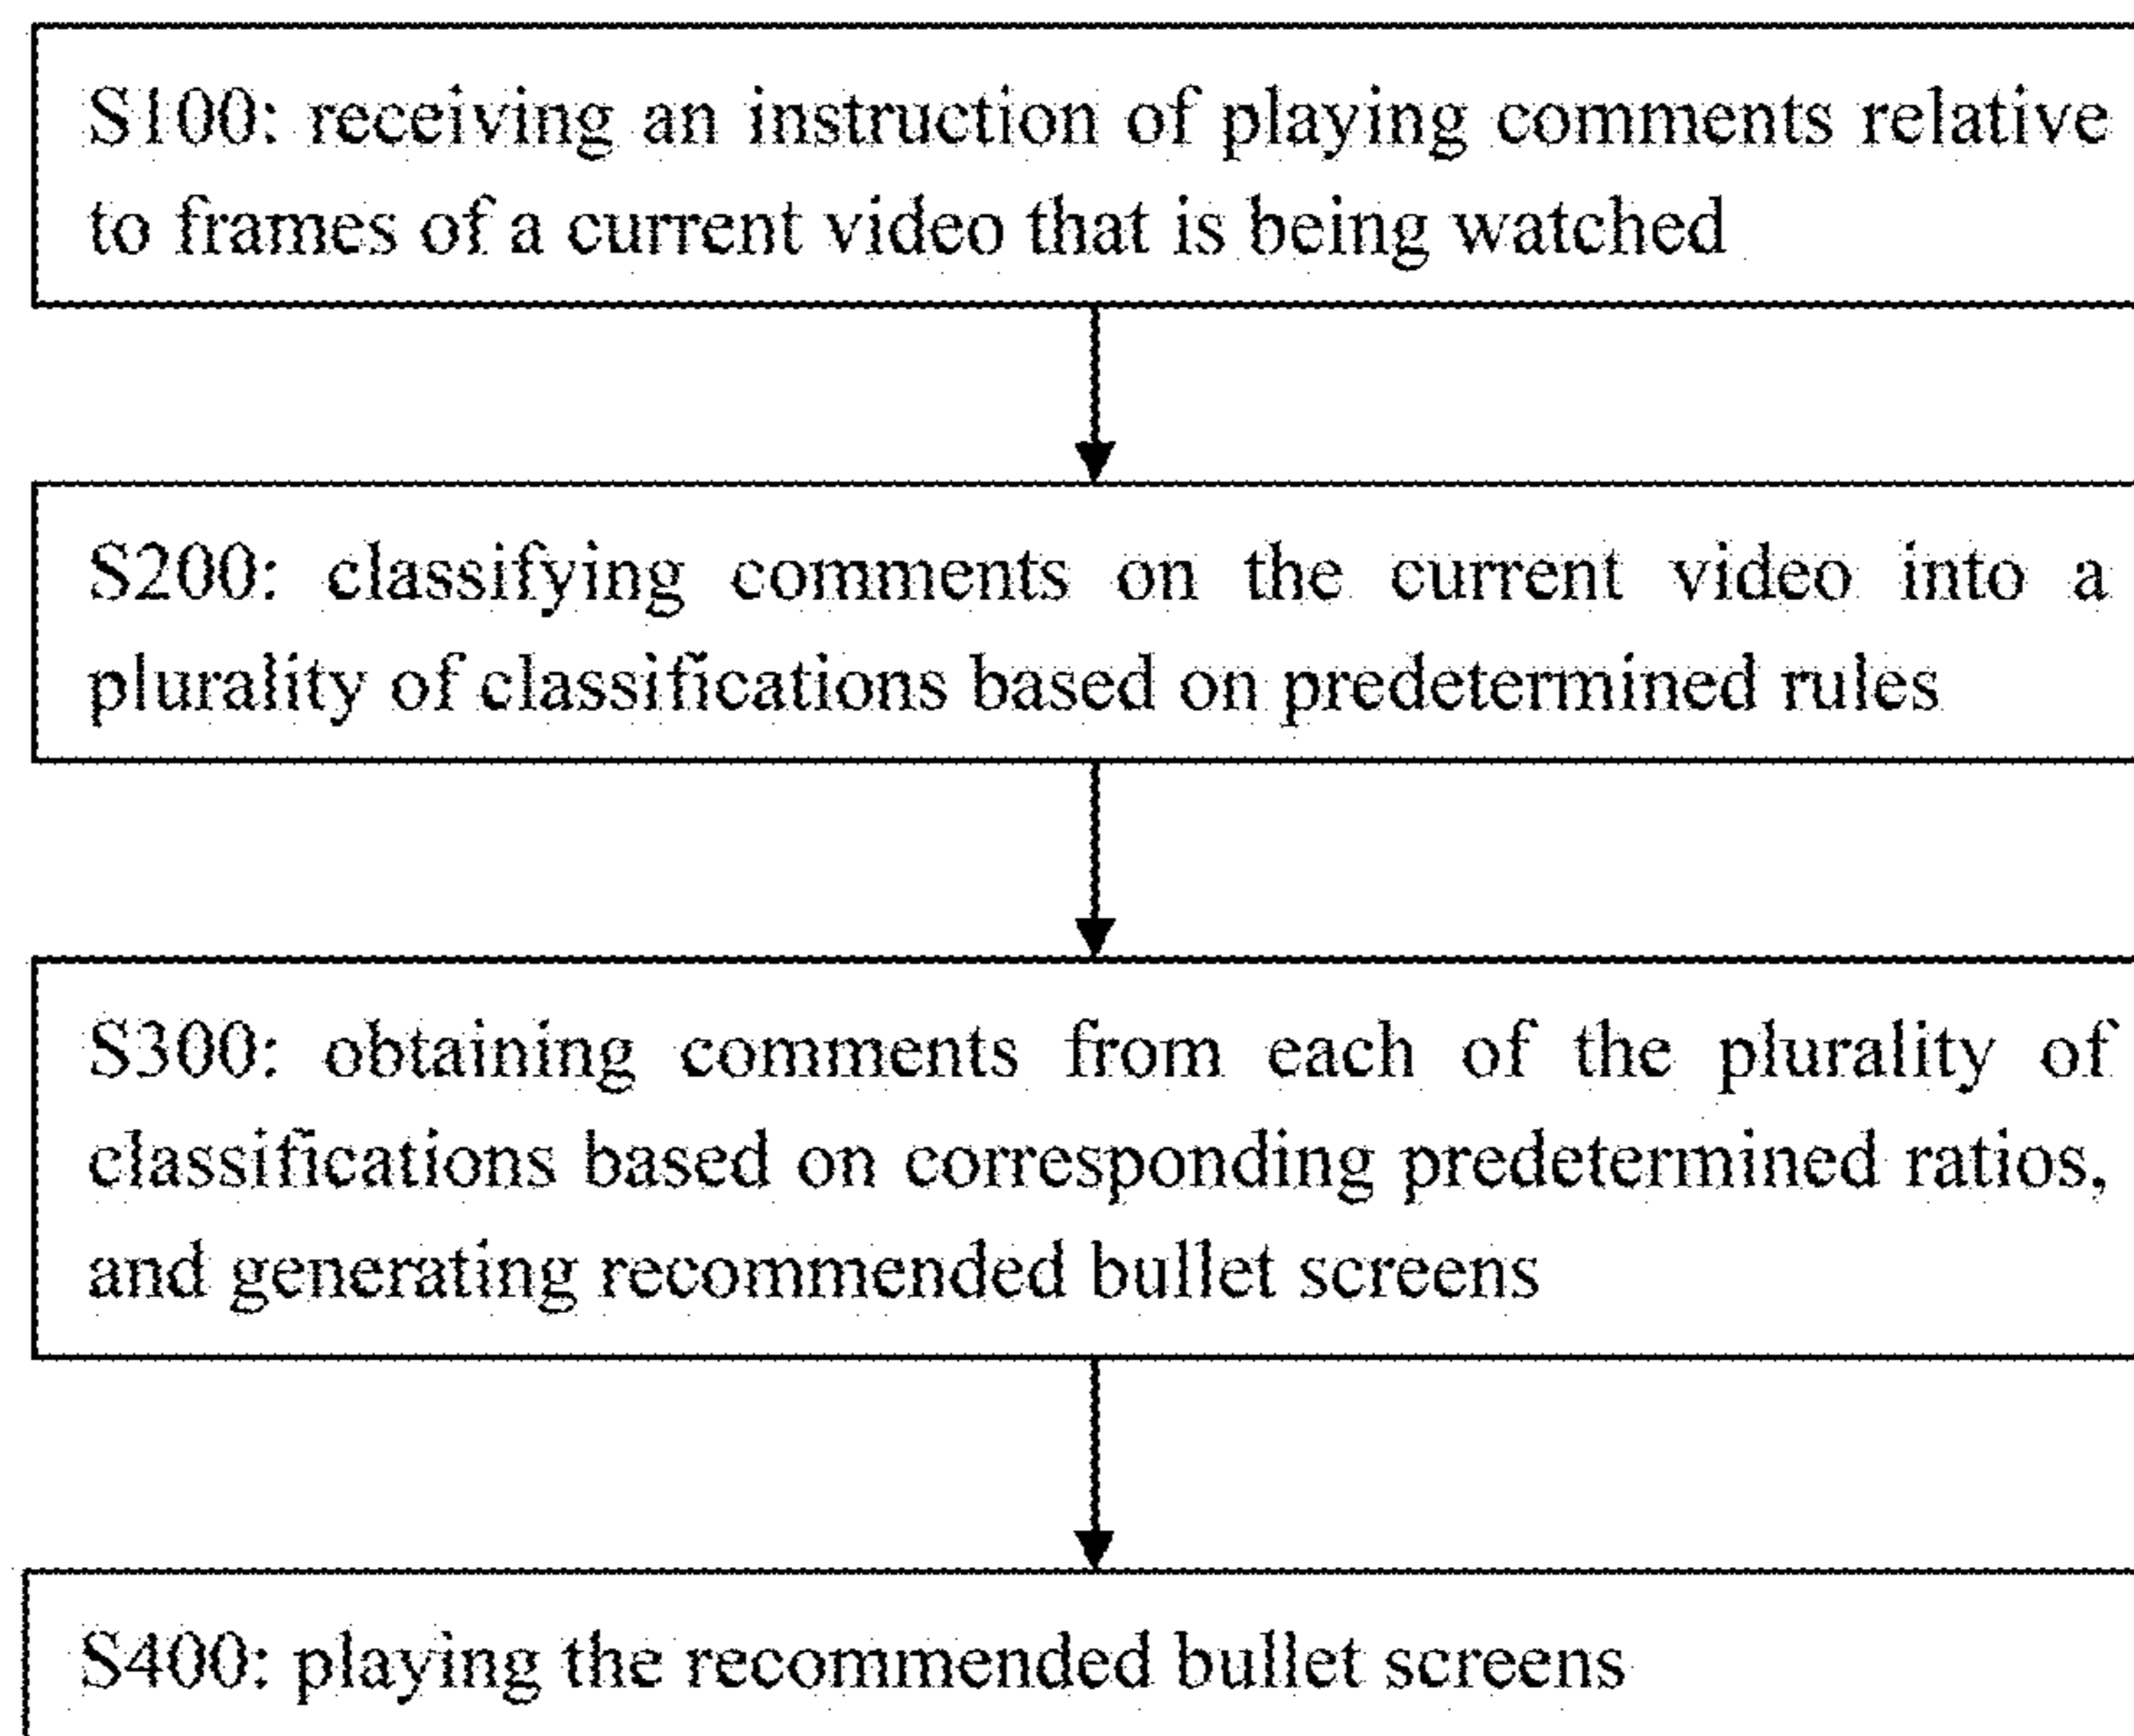 S100: receiving an instruction of playing comments relative
to frames of a current video that is being watched
S200: classifying comments on the current video into a
plurality of classifications based on predetermined rules
S300: obtaining comments from each of the plurality of
classifications based on corresponding predetermined ratios,
and generating recommended bullet screens
S400: playing the recommended bullet screens